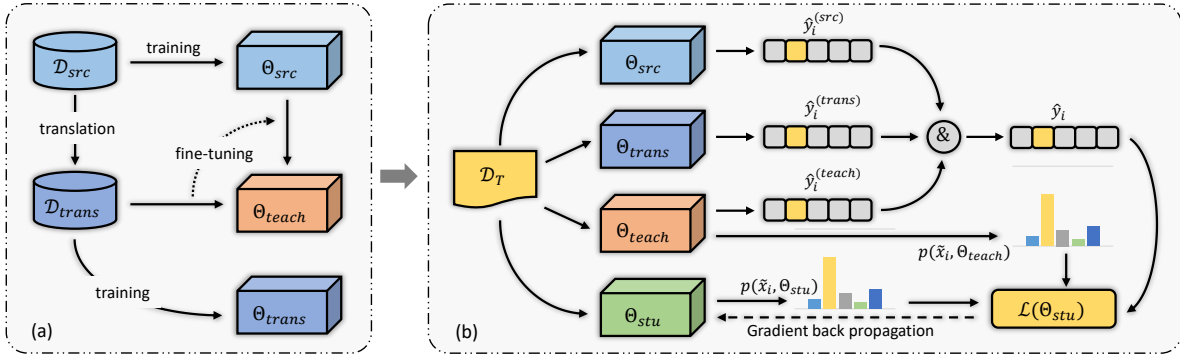 𝒟_src
training
Θ_src
translation
fine-tuning
𝒟_trans
Θ_teach
training
Θ_trans
(a)
𝒟_T
Θ_src
ŷ_i^(src)
Θ_trans
ŷ_i^(trans)
&
ŷ_i
Θ_teach
ŷ_i^(teach)
p(x̃_i, Θ_teach)
Θ_stu
p(x̃_i, Θ_stu)
ℒ(Θ_stu)
Gradient back propagation
(b)